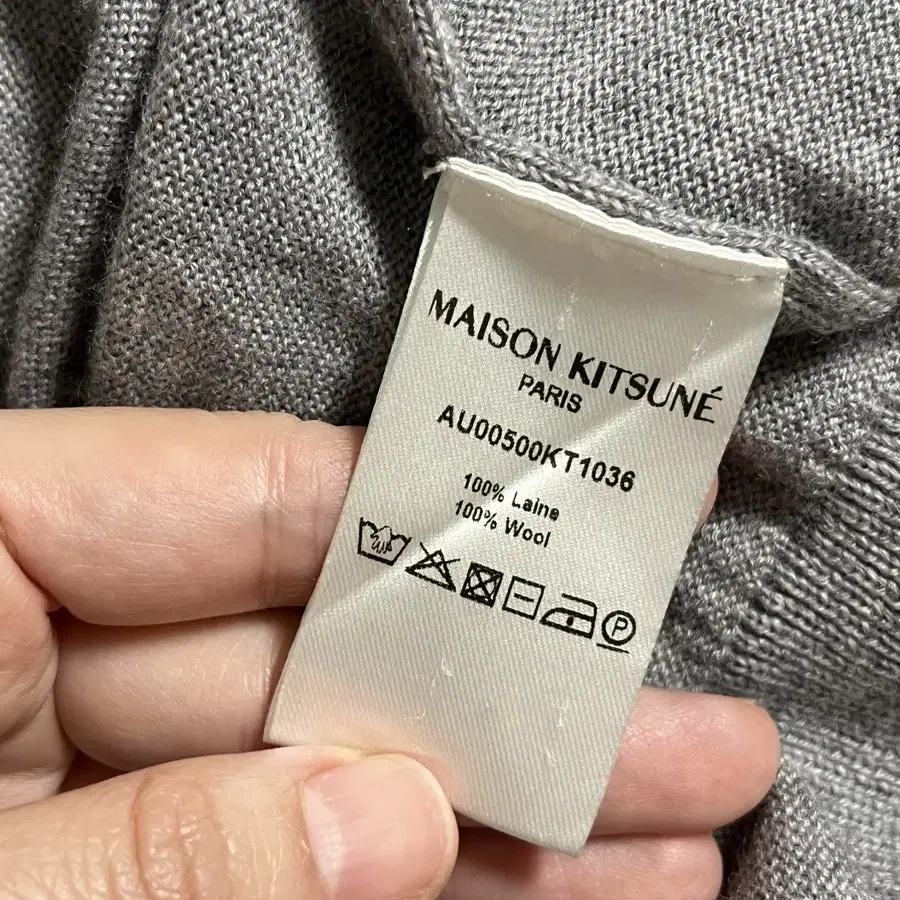 MAISON KITSUNÉ
PARIS
AU00500KT1036
100% Laine
100% Wool
P